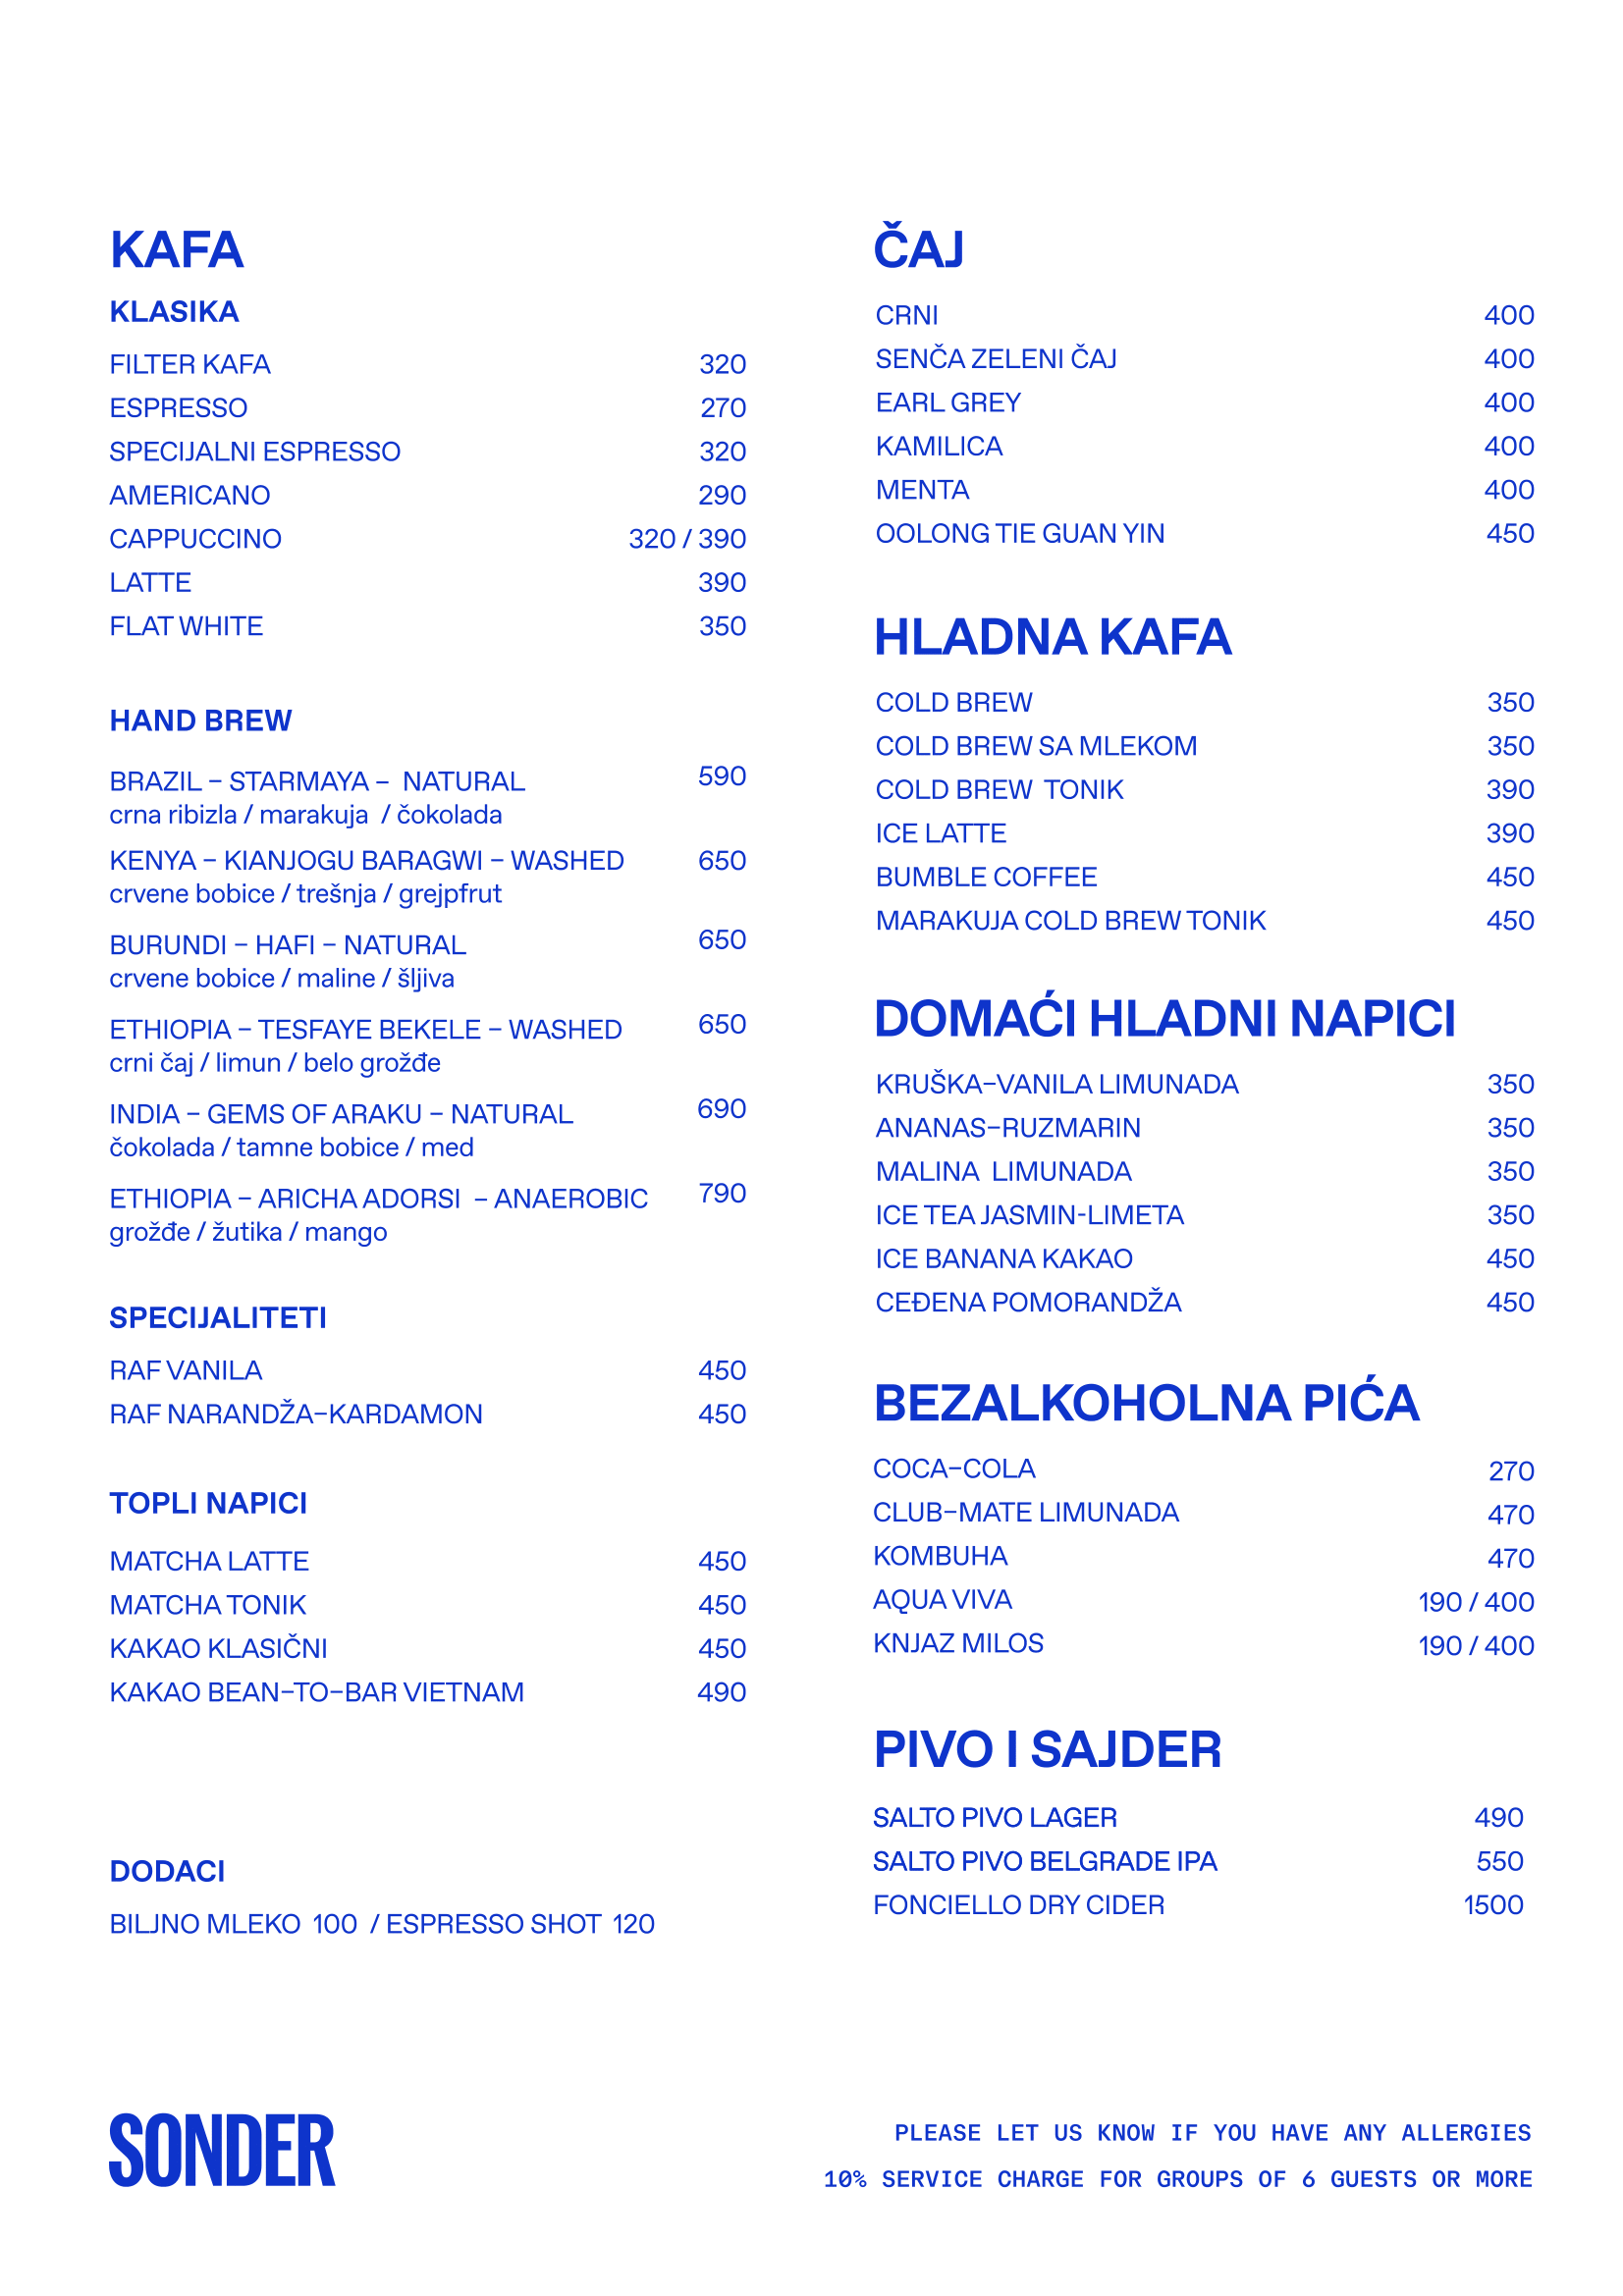 KAFA
KLASIKA
FILTER KAFA 320
ESPRESSO 270
SPECIJALNI ESPRESSO 320
AMERICANO 290
CAPPUCCINO 320 / 390
LATTE 390
FLAT WHITE 350
HAND BREW
BRAZIL – STARMAYA – NATURAL 590
crna ribizla / marakuja / čokolada
KENYA – KIANJOGU BARAGWI – WASHED 650
crvene bobice / trešnja / grejpfrut
BURUNDI – HAFI – NATURAL 650
crvene bobice / maline / šljiva
ETHIOPIA – TESFAYE BEKELE – WASHED 650
crni čaj / limun / belo grožđe
INDIA – GEMS OF ARAKU – NATURAL 690
čokolada / tamne bobice / med
ETHIOPIA – ARICHA ADORSI – ANAEROBIC 790
grožđe / žutika / mango
SPECIJALITETI
RAF VANILA 450
RAF NARANDŽA–KARDAMON 450
TOPLI NAPICI
MATCHA LATTE 450
MATCHA TONIK 450
KAKAO KLASIČNI 450
KAKAO BEAN–TO–BAR VIETNAM 490
DODACI
BILJNO MLEKO 100 / ESPRESSO SHOT 120
ČAJ
CRNI 400
SENČA ZELENI ČAJ 400
EARL GREY 400
KAMILICA 400
MENTA 400
OOLONG TIE GUAN YIN 450
HLADNA KAFA
COLD BREW 350
COLD BREW SA MLEKOM 350
COLD BREW TONIK 390
ICE LATTE 390
BUMBLE COFFEE 450
MARAKUJA COLD BREW TONIK 450
DOMAĆI HLADNI NAPICI
KRUŠKA–VANILA LIMUNADA 350
ANANAS–RUZMARIN 350
MALINA LIMUNADA 350
ICE TEA JASMIN-LIMETA 350
ICE BANANA KAKAO 450
CEĐENA POMORANDŽA 450
BEZALKOHOLNA PIĆA
COCA–COLA 270
CLUB–MATE LIMUNADA 470
KOMBUHA 470
AQUA VIVA 190 / 400
KNJAZ MILOS 190 / 400
PIVO I SAJDER
SALTO PIVO LAGER 490
SALTO PIVO BELGRADE IPA 550
FONCIELLO DRY CIDER 1500
SONDER
PLEASE LET US KNOW IF YOU HAVE ANY ALLERGIES
10% SERVICE CHARGE FOR GROUPS OF 6 GUESTS OR MORE